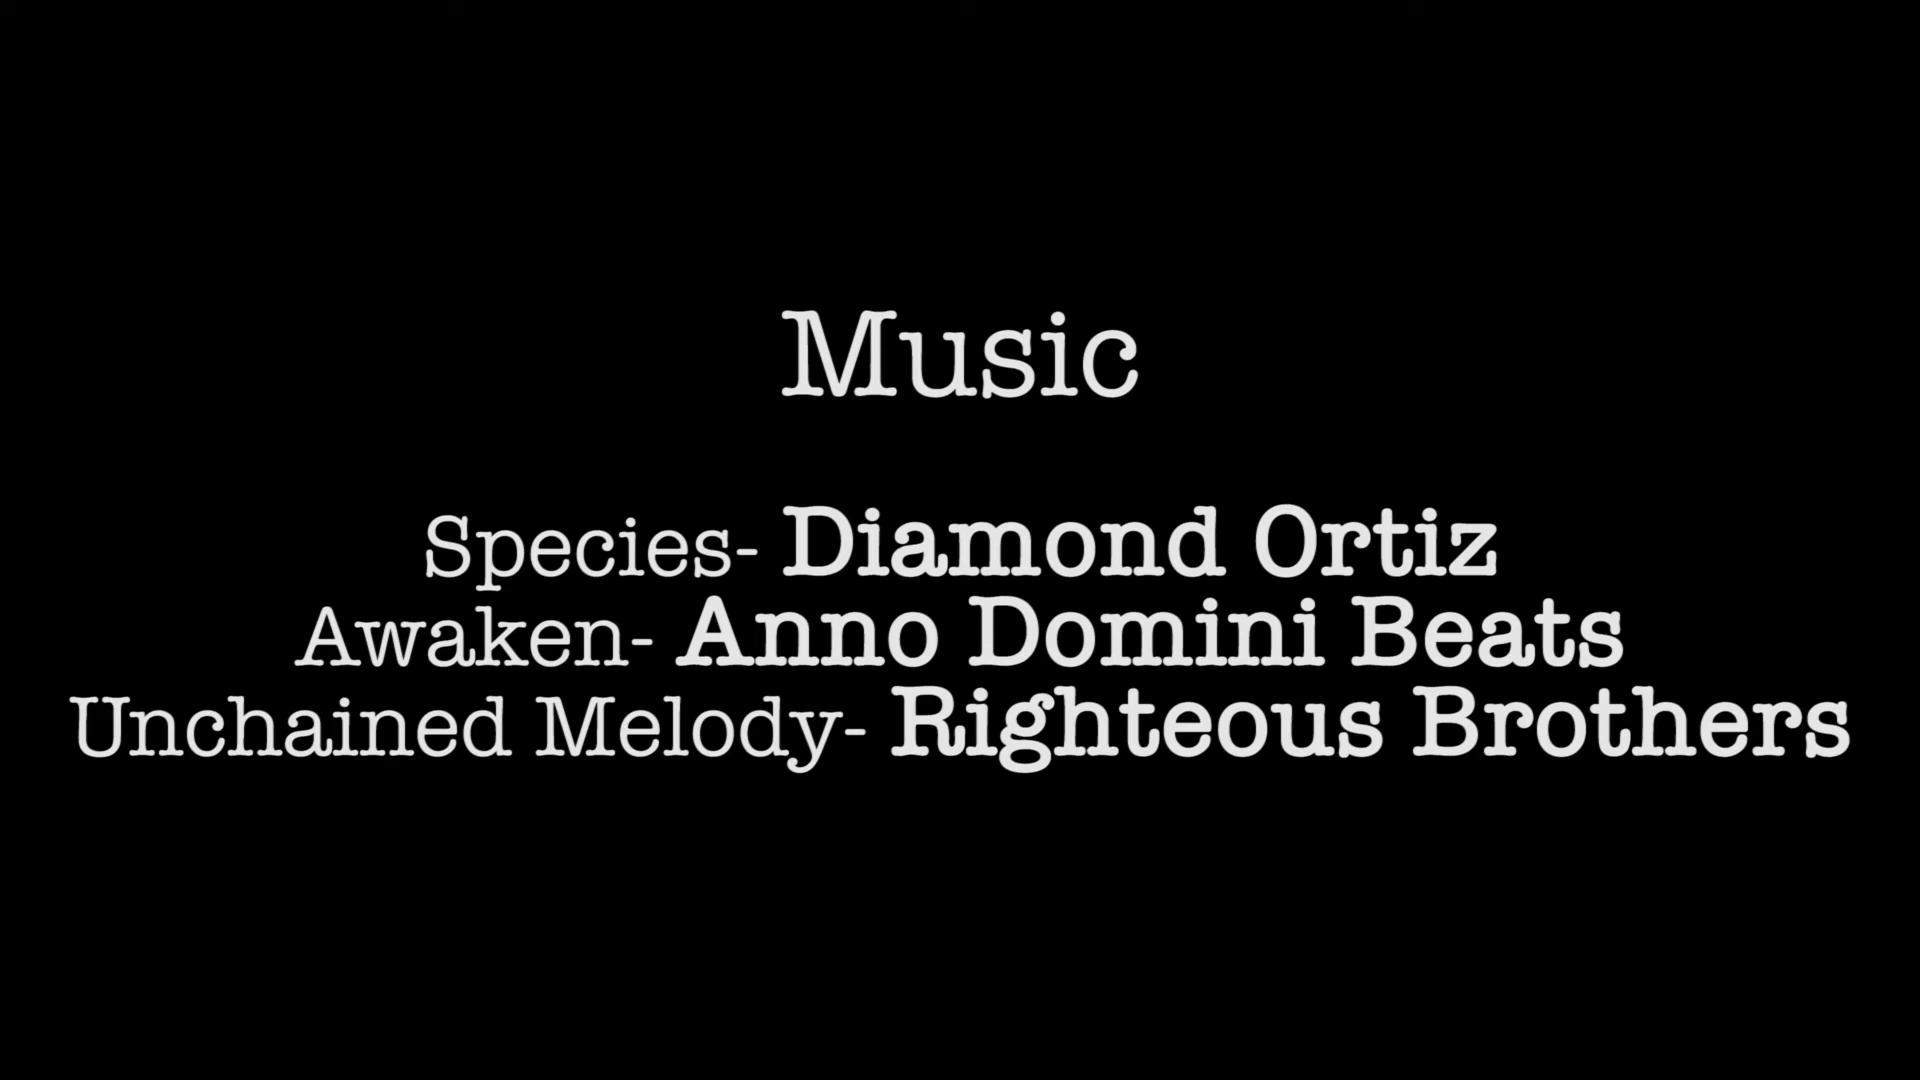 Music
Species- Diamond Ortiz
Awaken- Anno Domini Beats
Unchained Melody- Righteous Brothers